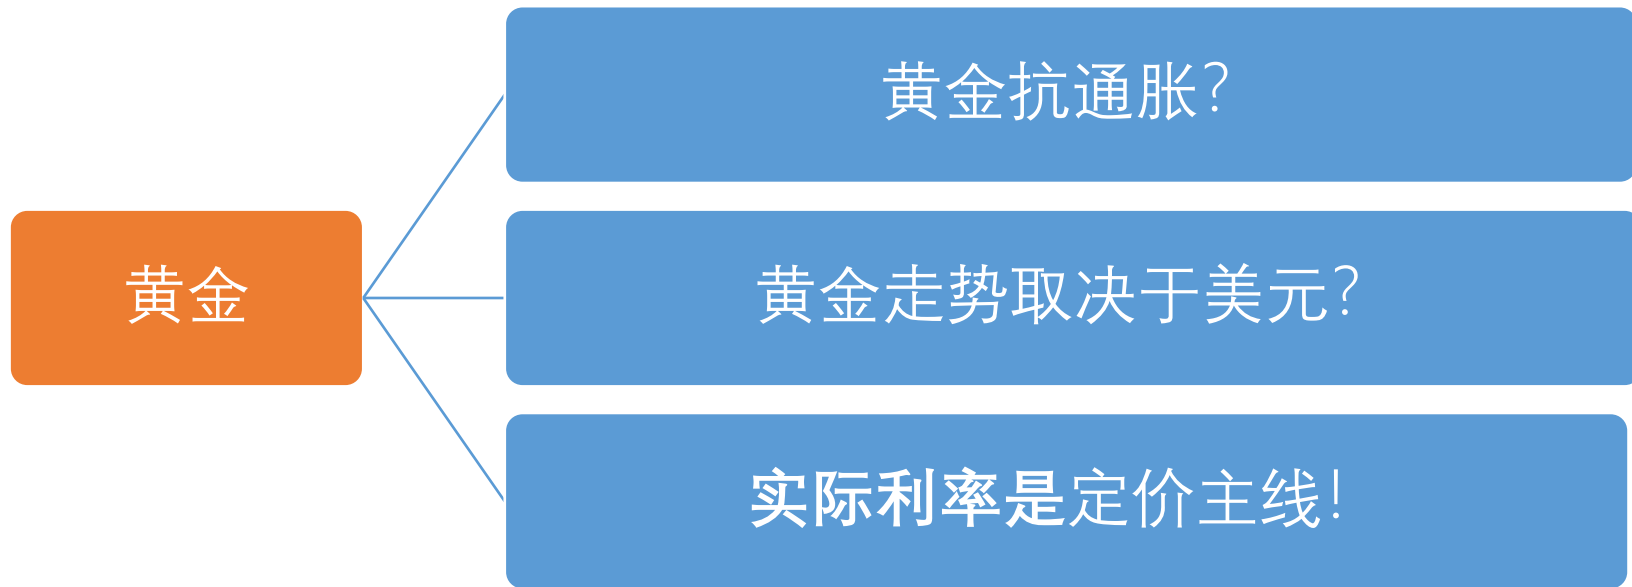 黄金抗通胀？
黄金
黄金走势取决于美元？
实际利率是定价主线！